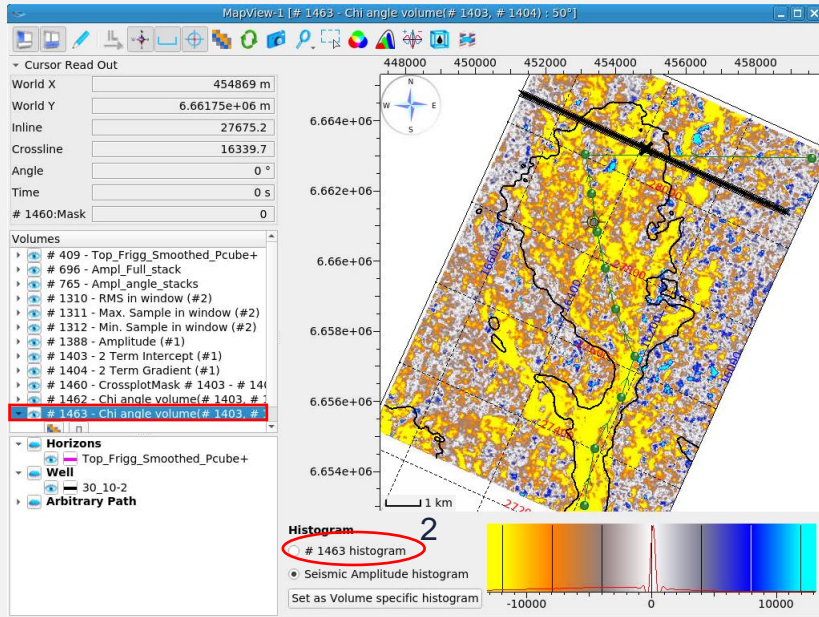 MapView-1 [# 1463 - Chi angle volume(# 1403, # 1404) : 50°]
Cursor Read Out
World X 454869 m
World Y 6.66175e+06 m
Inline 27675.2
Crossline 16339.7
Angle 0 °
Time 0 s
# 1460:Mask 0
Volumes
# 409 - Top_Frigg_Smoothed_Pcube+
# 696 - Ampl_Full_stack
# 765 - Ampl_angle_stacks
# 1310 - RMS in window (#2)
# 1311 - Max. Sample in window (#2)
# 1312 - Min. Sample in window (#2)
# 1388 - Amplitude (#1)
# 1403 - 2 Term Intercept (#1)
# 1404 - 2 Term Gradient (#1)
# 1460 - CrossplotMask # 1403 - # 140
# 1462 - Chi angle volume(# 1403, # 1
# 1463 - Chi angle volume(# 1403, # 1
Horizons
Top_Frigg_Smoothed_Pcube+
Well
30_10-2
Arbitrary Path
448000 450000 452000 454000 456000 458000
N
W E
S
6.664e+06
6.662e+06
6.66e+06
6.658e+06
6.656e+06
6.654e+06
28000
16600
16400
1 km
Histogram 2
# 1463 histogram
Seismic Amplitude histogram
Set as Volume specific histogram
-10000 0 10000